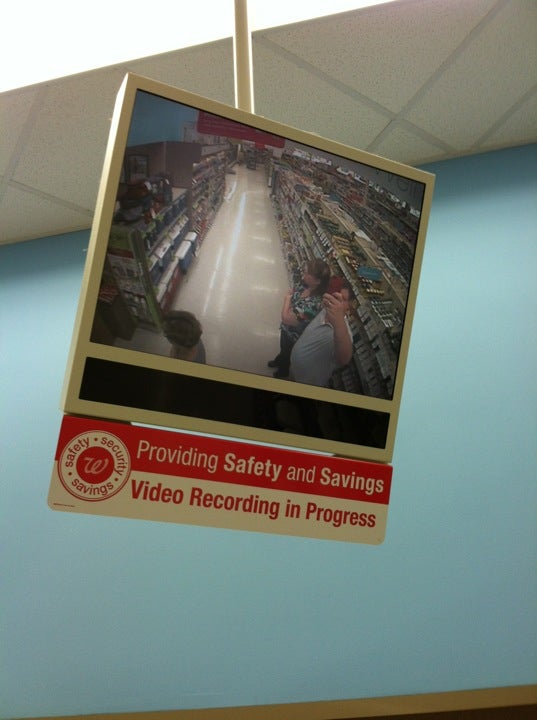 safety • security
W
savings
Providing Safety and Savings
Video Recording in Progress